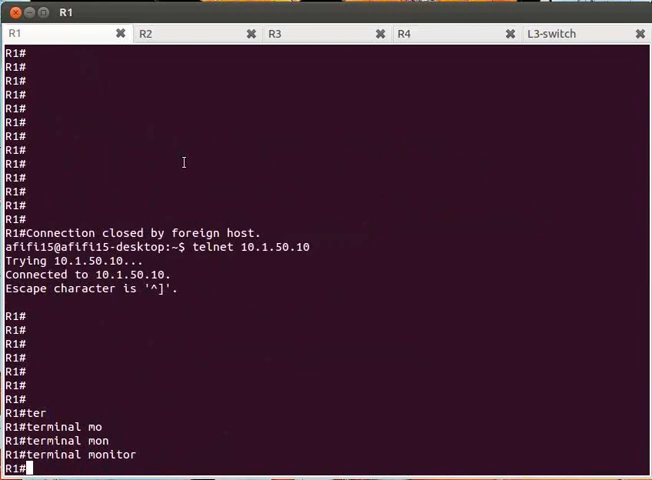 R1
R1
R2
R3
R4
L3-switch
R1#
R1#
R1#
R1#
R1#
R1#
R1#
R1#
R1#
R1#
R1#
R1#
R1#
R1#Connection closed by foreign host.
afifi15@afifi15-desktop:~$ telnet 10.1.50.10
Trying 10.1.50.10...
Connected to 10.1.50.10.
Escape character is '^]'.
R1#
R1#
R1#
R1#
R1#
R1#
R1#
R1#ter
R1#terminal mo
R1#terminal mon
R1#terminal monitor
R1#